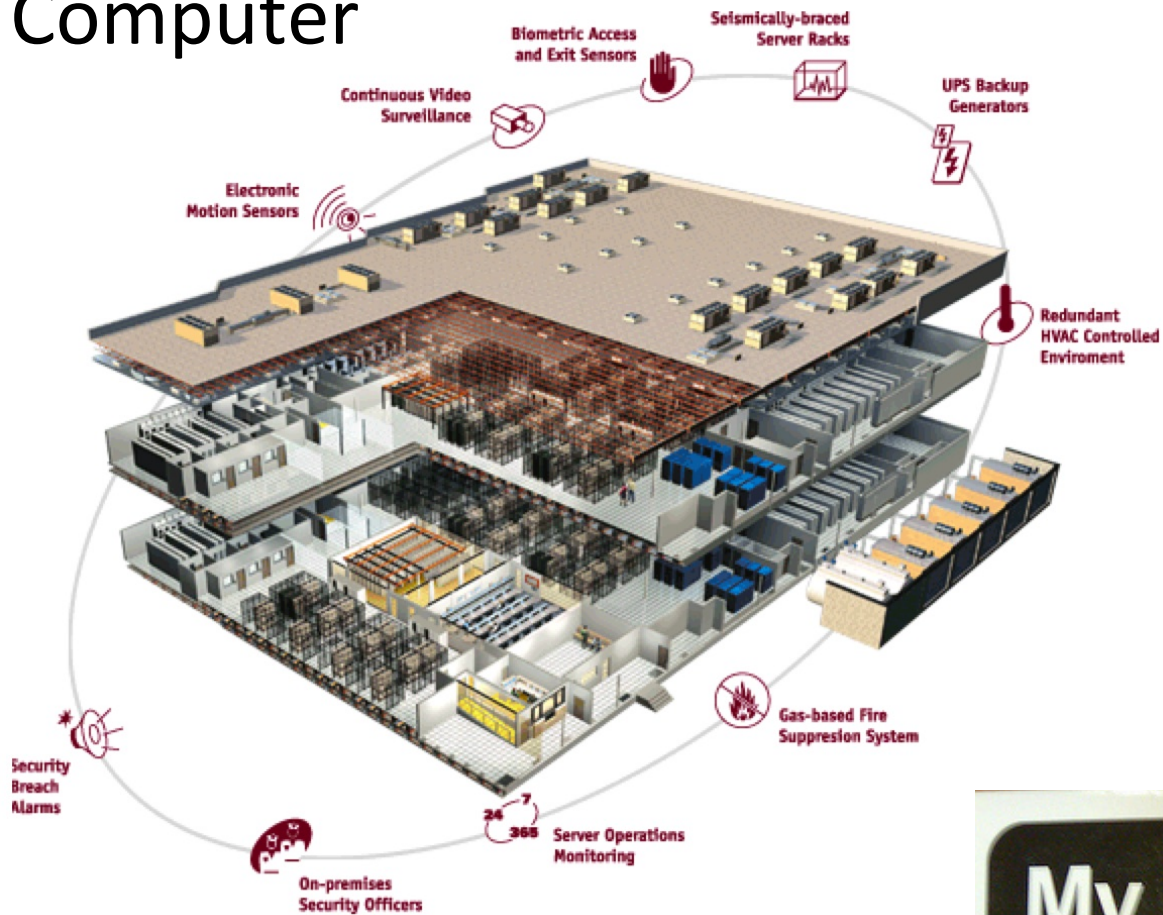 Computer
Biometric Access
and Exit Sensors
Seismically-braced
Server Racks
Continuous Video
Surveillance
UPS Backup
Generators
Electronic
Motion Sensors
Redundant
HVAC Controlled
Enviroment
Gas-based Fire
Suppresion System
Security
Breach
Alarms
24 7
365
Server Operations
Monitoring
On-premises
Security Officers
My